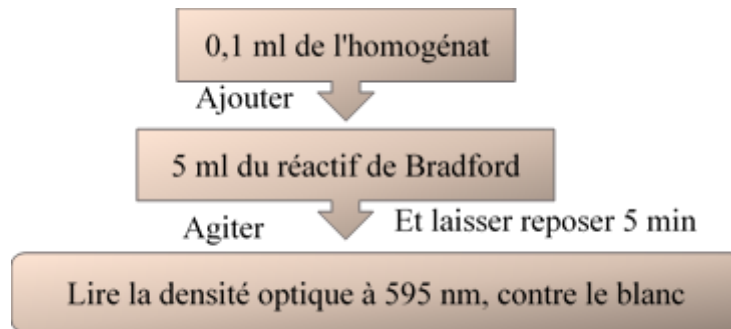 0,1 ml de l'homogénat
Ajouter
5 ml du réactif de Bradford
Agiter
Et laisser reposer 5 min
Lire la densité optique à 595 nm, contre le blanc